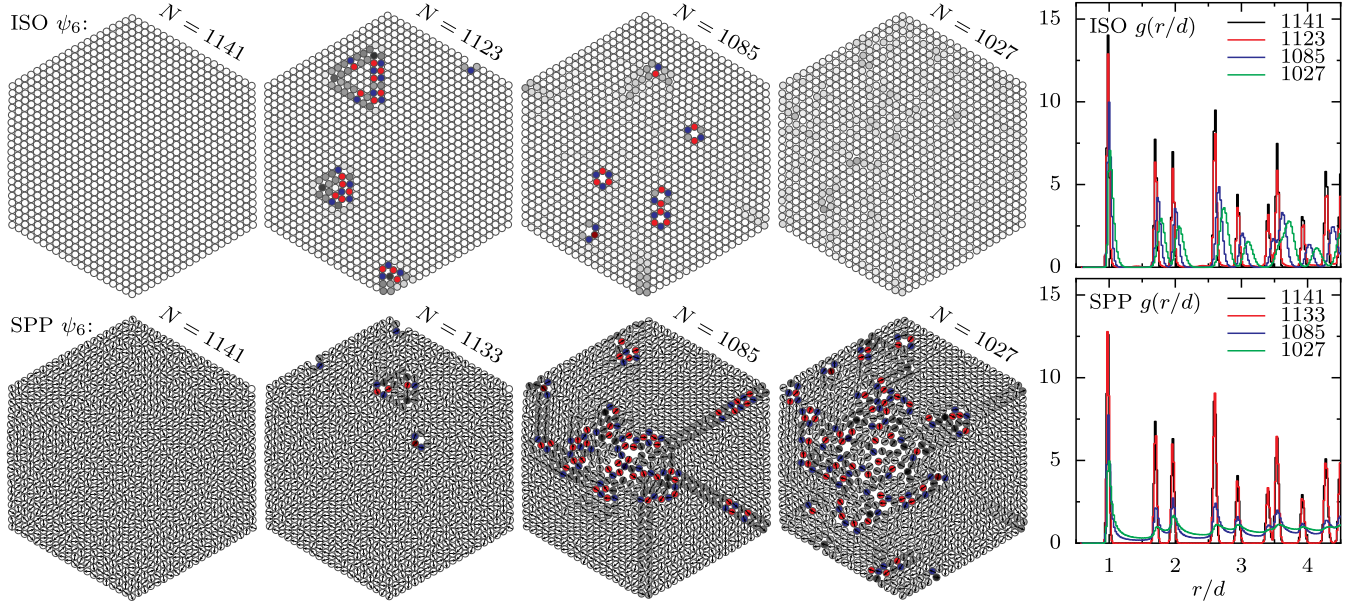 ISO ψ6: N = 1141 N = 1123 N = 1085 N = 1027
SPP ψ6: N = 1141 N = 1133 N = 1085 N = 1027
15
ISO g(r/d)
1141
1123
1085
1027
10
5
0
15
SPP g(r/d)
1141
1133
1085
1027
10
5
0
1 2 3 4
r/d